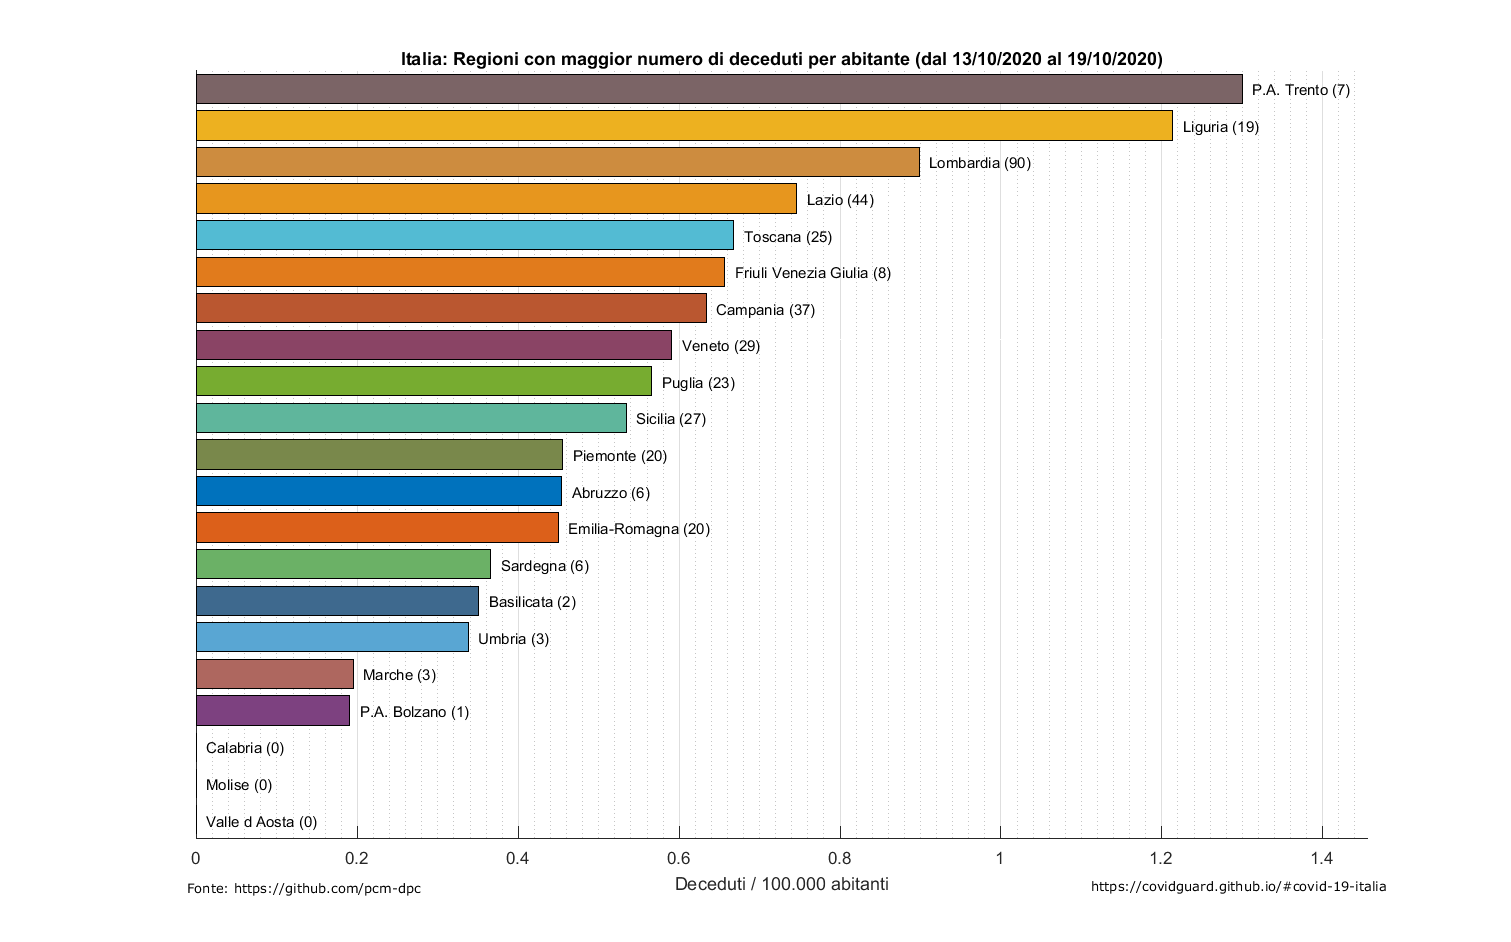 Italia: Regioni con maggior numero di deceduti per abitante (dal 13/10/2020 al 19/10/2020)
P.A. Trento (7)
Liguria (19)
Lombardia (90)
Lazio (44)
Toscana (25)
Friuli Venezia Giulia (8)
Campania (37)
Veneto (29)
Puglia (23)
Sicilia (27)
Piemonte (20)
Abruzzo (6)
Emilia-Romagna (20)
Sardegna (6)
Basilicata (2)
Umbria (3)
Marche (3)
P.A. Bolzano (1)
Calabria (0)
Molise (0)
Valle d Aosta (0)
0 0.2 0.4 0.6 0.8 1 1.2 1.4
Deceduti / 100.000 abitanti
Fonte: https://github.com/pcm-dpc
https://covidguard.github.io/#covid-19-italia